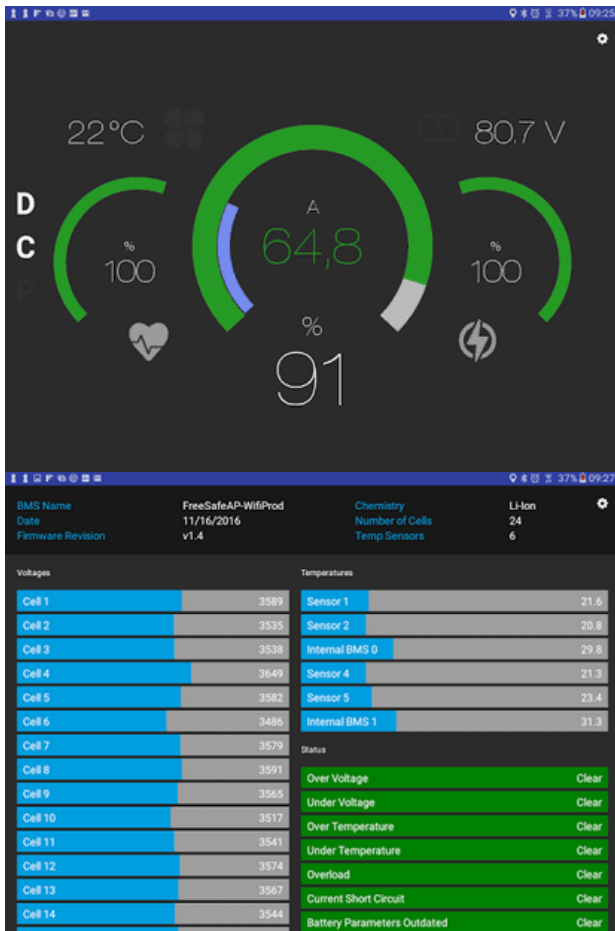 37% 09:25
22°C
80.7 V
D
C
P
A
64,8
%
100
%
100
%
91
37% 09:27
BMS Name FreeSafeAP-WifiProd Chemistry Li-Ion
Date 11/16/2016 Number of Cells 24
Firmware Revision v1.4 Temp Sensors 6
Voltages
Cell 1 3589
Cell 2 3535
Cell 3 3538
Cell 4 3649
Cell 5 3582
Cell 6 3486
Cell 7 3579
Cell 8 3591
Cell 9 3565
Cell 10 3517
Cell 11 3541
Cell 12 3574
Cell 13 3567
Cell 14 3544
Temperatures
Sensor 1 21.6
Sensor 2 20.8
Internal BMS 0 29.8
Sensor 4 21.3
Sensor 5 23.4
Internal BMS 1 31.3
Status
Over Voltage Clear
Under Voltage Clear
Over Temperature Clear
Under Temperature Clear
Overload Clear
Current Short Circuit Clear
Battery Parameters Outdated Clear